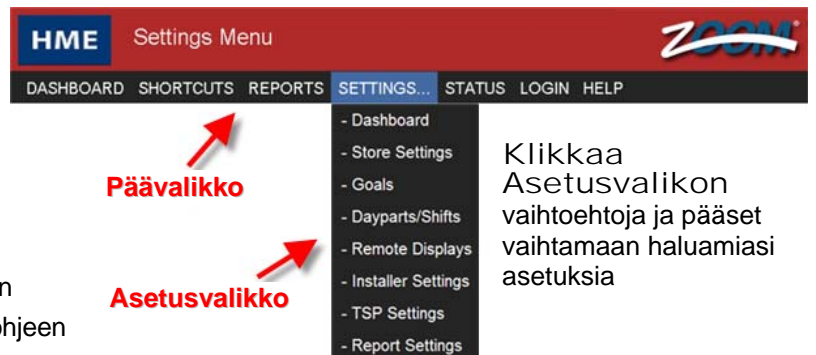 HME Settings Menu ZOOM
DASHBOARD SHORTCUTS REPORTS SETTINGS... STATUS LOGIN HELP
- Dashboard
- Store Settings
- Goals
- Dayparts/Shifts
- Remote Displays
- Installer Settings
- TSP Settings
- Report Settings
Päävalikko
Asetusvalikko
Klikkaa
Asetusvalikon
vaihtoehtoja ja pääset
vaihtamaan haluamiasi
asetuksia